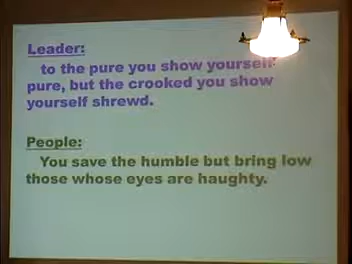 Leader:
to the pure you show yourself
pure, but the crooked you show
yourself shrewd.
People:
You save the humble but bring low
those whose eyes are haughty.